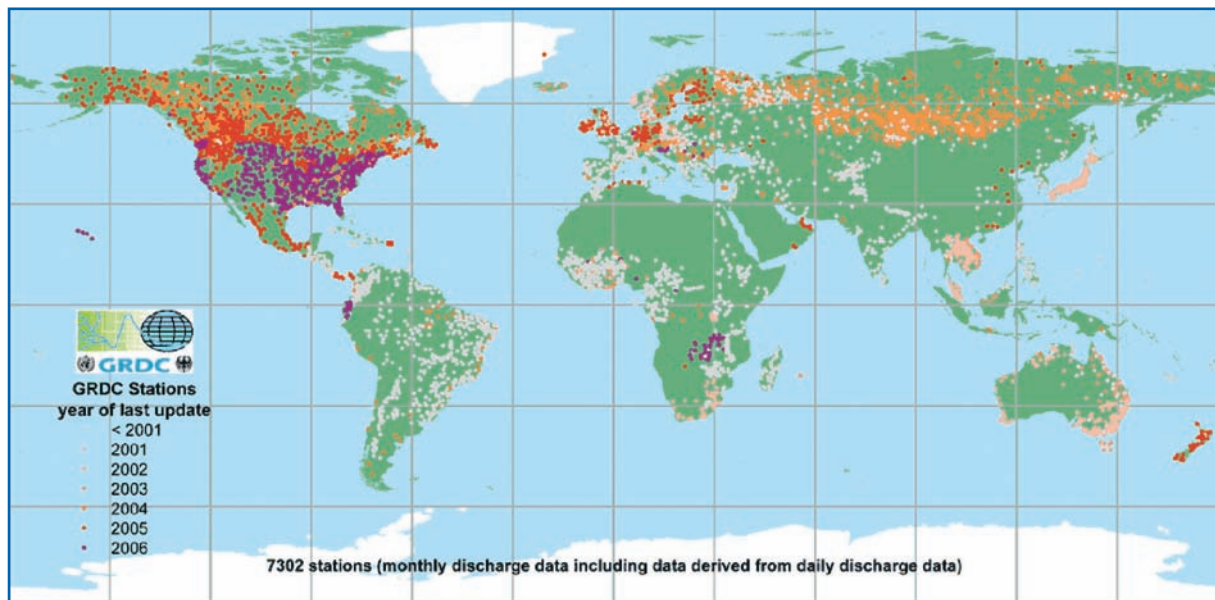 GRDC
GRDC Stations
year of last update
< 2001
2001
2002
2003
2004
2005
2006
7302 stations (monthly discharge data including data derived from daily discharge data)